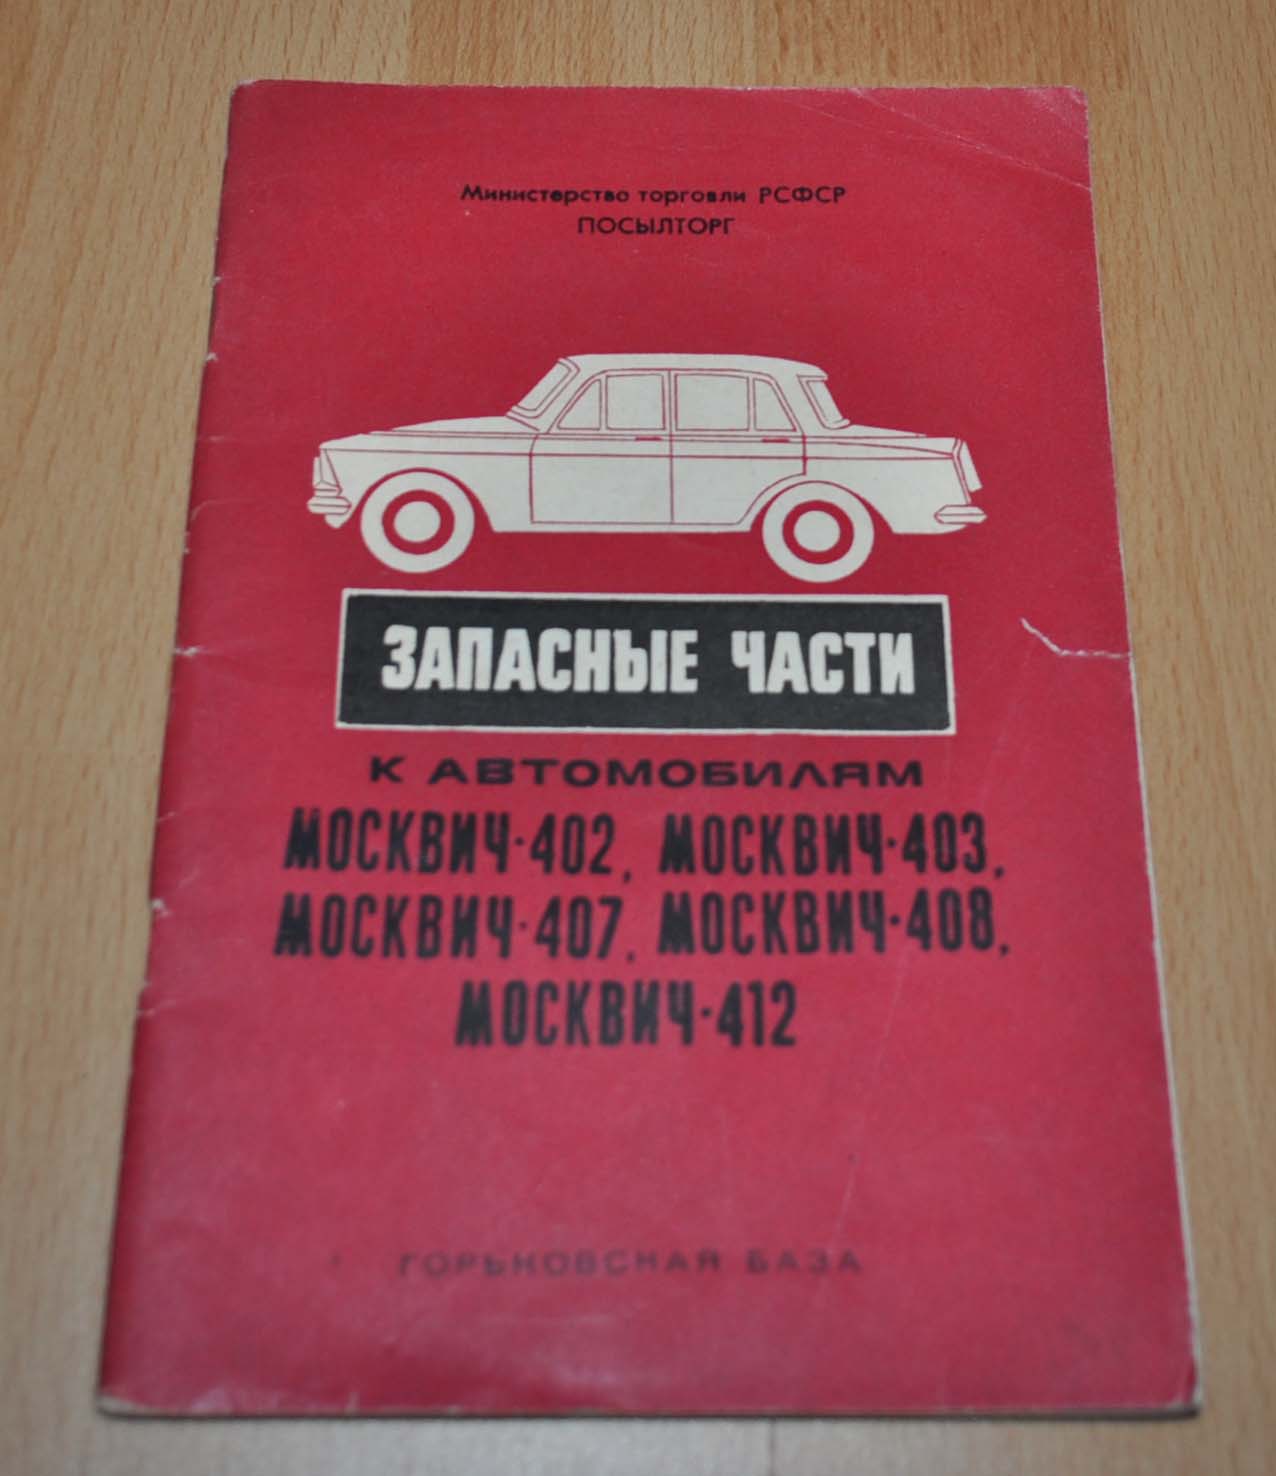 Министерство торговли РСФСР
ПОСЫЛТОРГ
ЗАПАСНЫЕ ЧАСТИ
К АВТОМОБИЛЯМ
МОСКВИЧ-402, МОСКВИЧ-403,
МОСКВИЧ-407, МОСКВИЧ-408,
МОСКВИЧ-412
ГОРЬКОВСКАЯ БАЗА